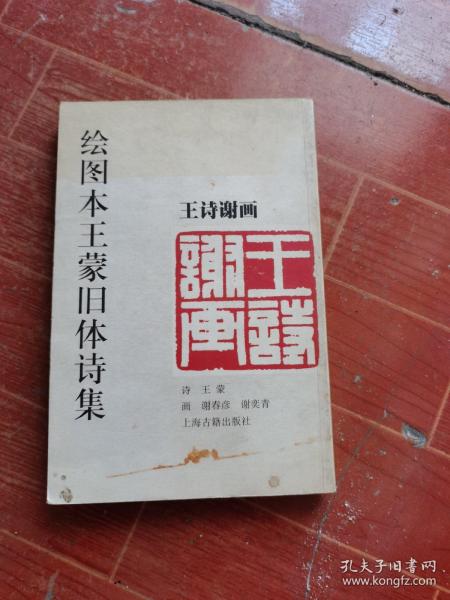 绘图本王蒙旧体诗集
王诗谢画
王詩
謝画
诗 王蒙
画 谢春彦 谢奕青
上海古籍出版社
孔夫子旧书网
www.kongfz.com